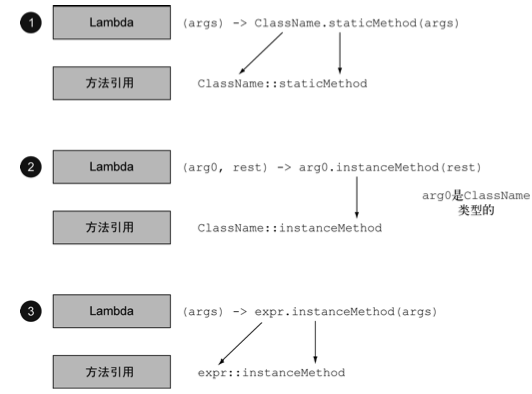 1 Lambda (args) -> ClassName.staticMethod(args)
方法引用 ClassName::staticMethod
2 Lambda (arg0, rest) -> arg0.instanceMethod(rest)
arg0是ClassName
类型的
方法引用 ClassName::instanceMethod
3 Lambda (args) -> expr.instanceMethod(args)
方法引用 expr::instanceMethod